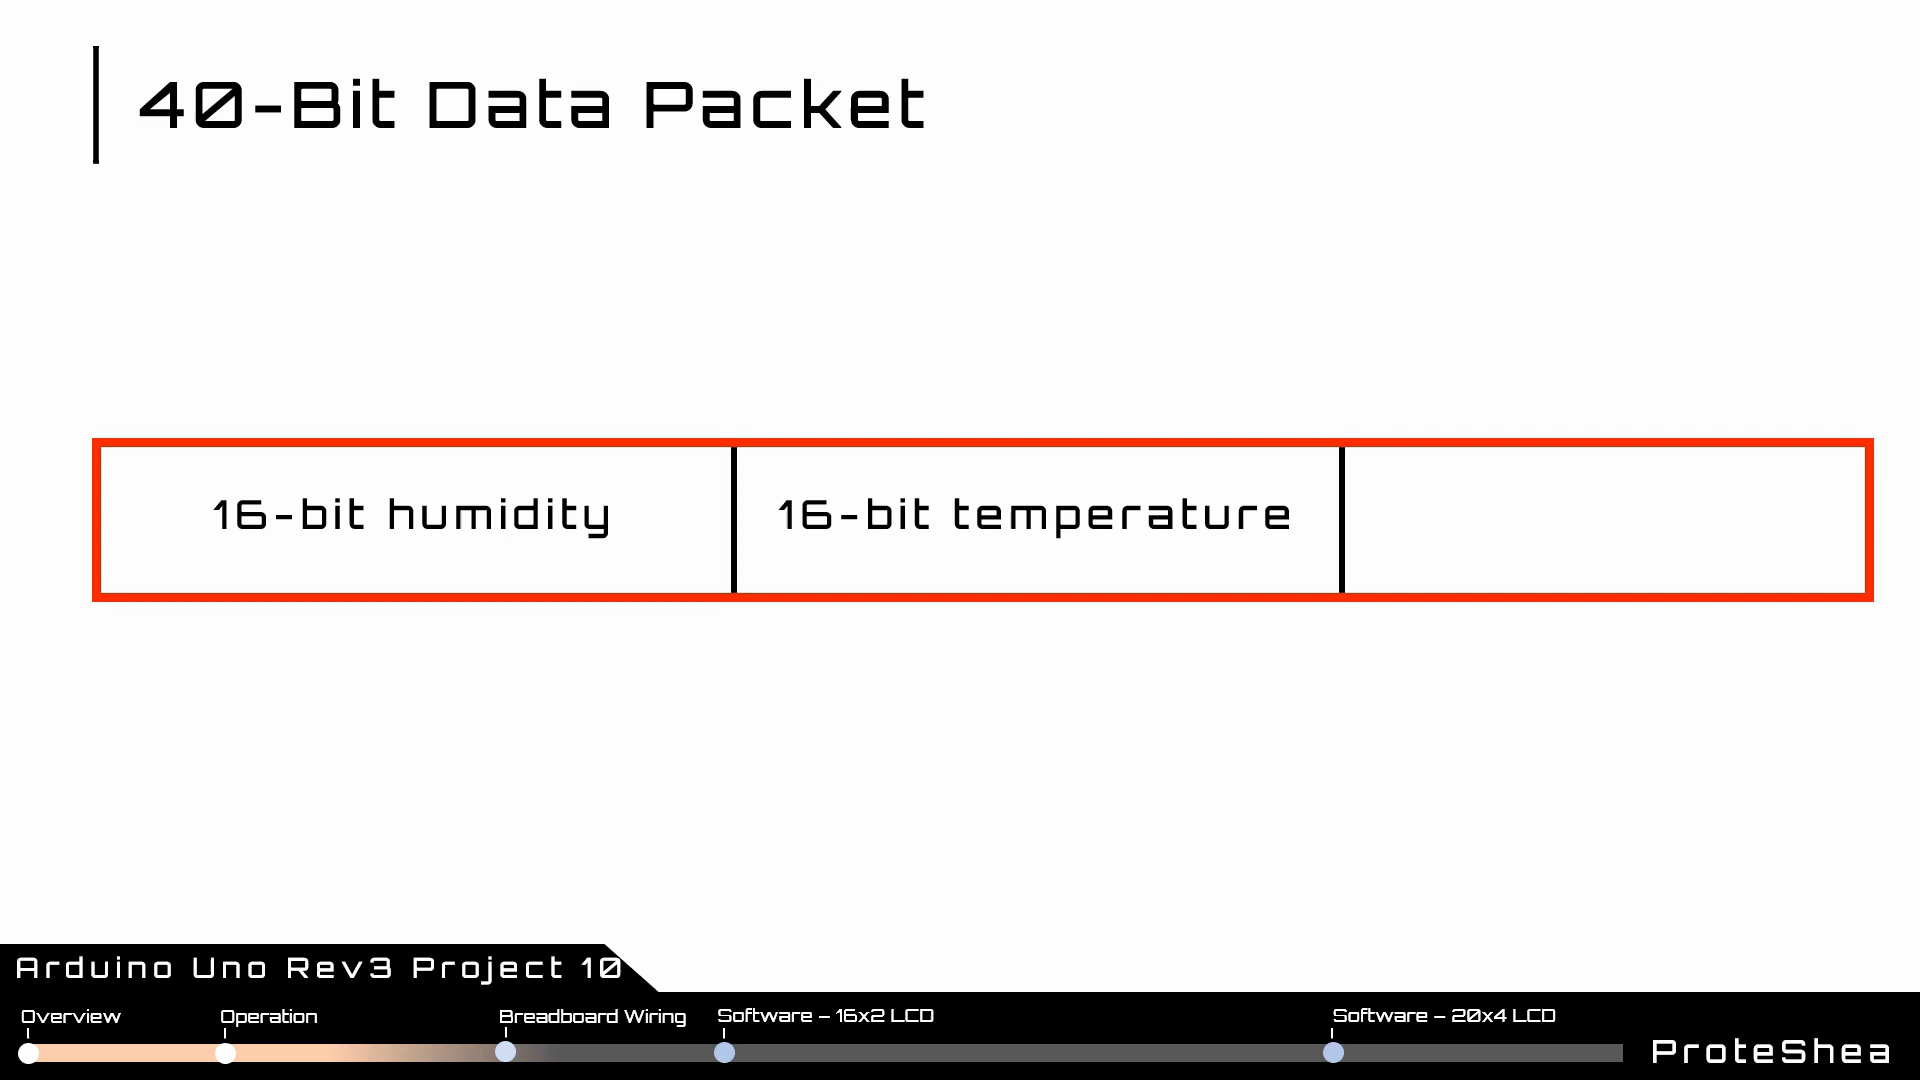 40-Bit Data Packet
16-bit humidity
16-bit temperature
Arduino Uno Rev3 Project 10
Overview
Operation
Breadboard Wiring
Software – 16x2 LCD
Software – 20x4 LCD
ProteShea